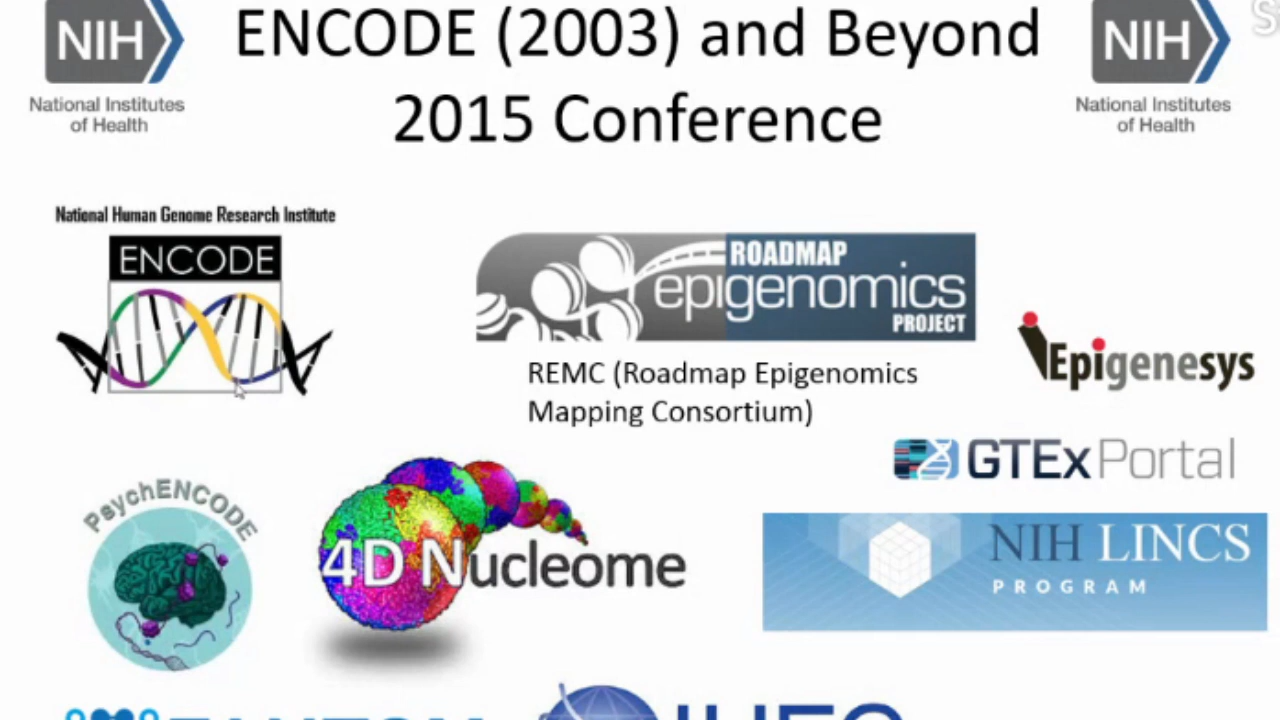 NIH
National Institutes
of Health
ENCODE (2003) and Beyond
2015 Conference
NIH
National Institutes
of Health
National Human Genome Research Institute
ENCODE
ROADMAP
epigenomics
PROJECT
REMC (Roadmap Epigenomics
Mapping Consortium)
Epigenesys
GTEx Portal
PsychENCODE
4D Nucleome
NIH LINCS
PROGRAM